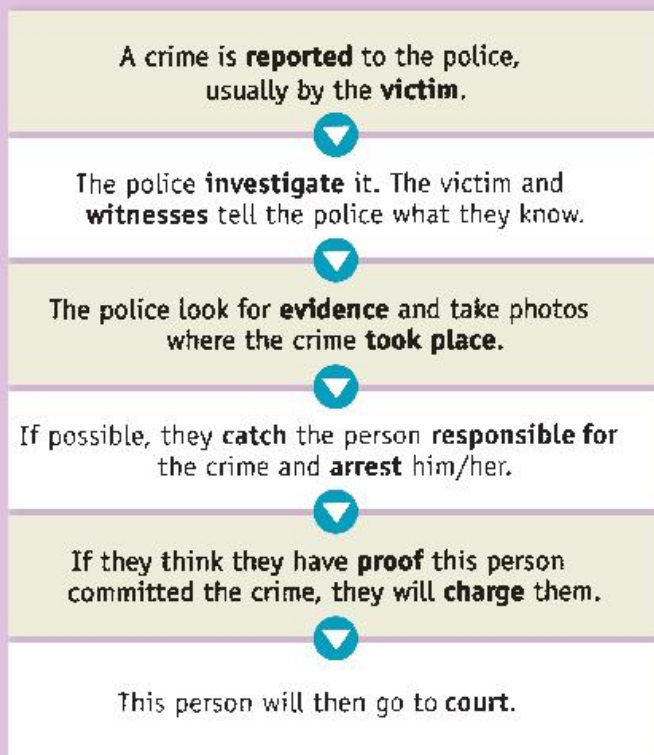 A crime is reported to the police,
usually by the victim.
The police investigate it. The victim and
witnesses tell the police what they know.
The police look for evidence and take photos
where the crime took place.
If possible, they catch the person responsible for
the crime and arrest him/her.
If they think they have proof this person
committed the crime, they will charge them.
This person will then go to court.